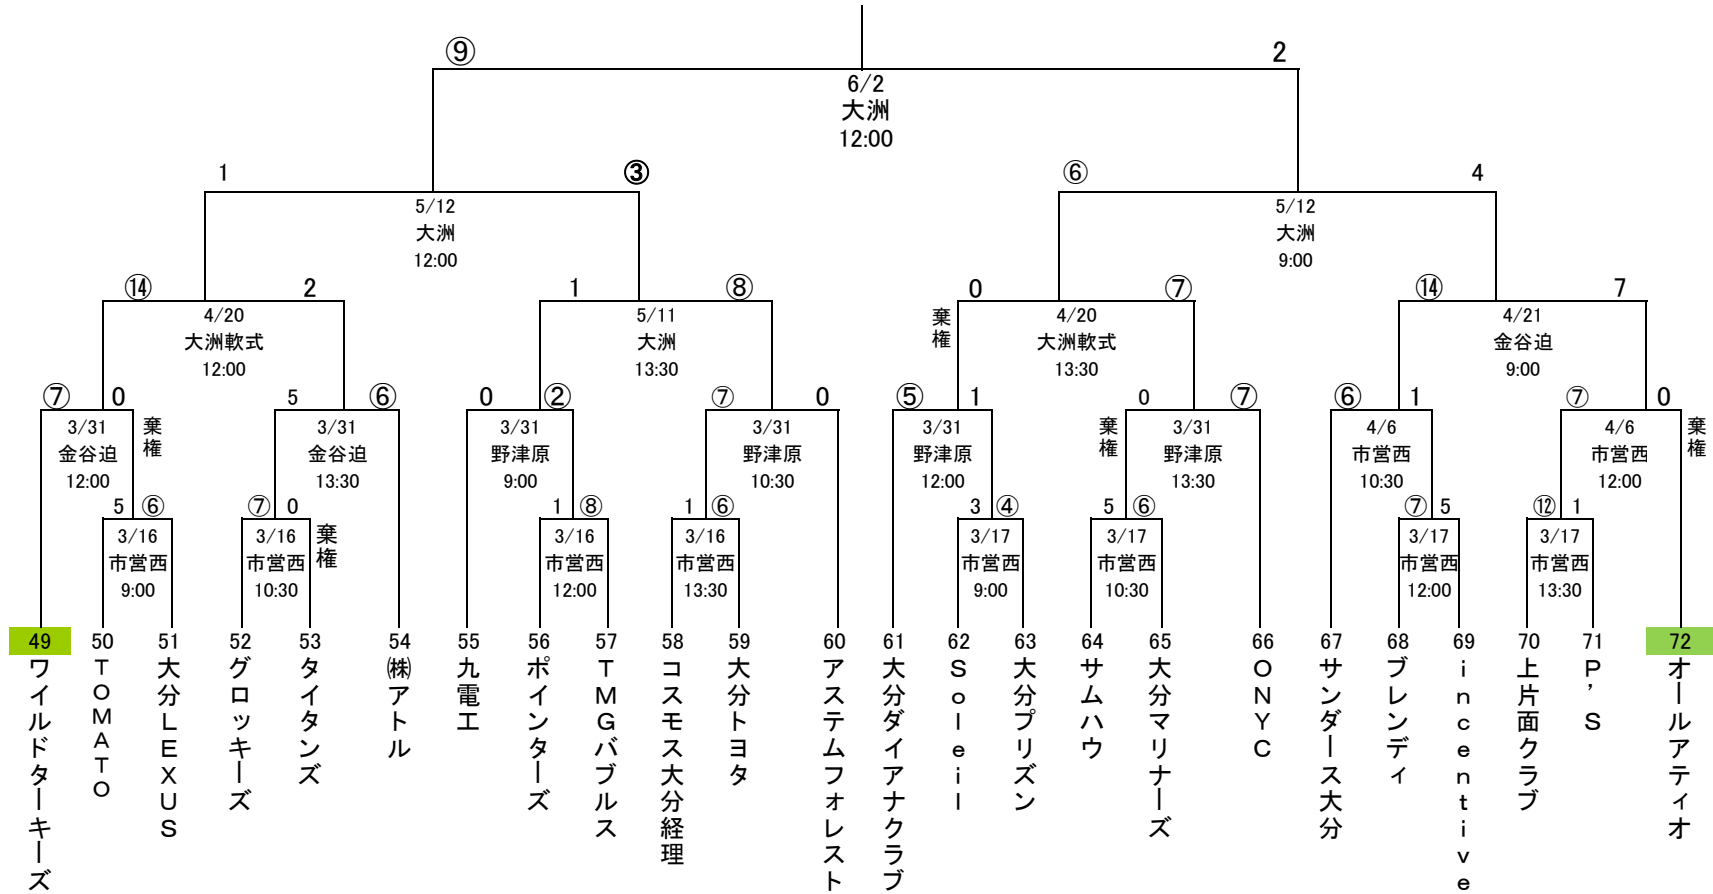 ⑨ 2
6/2
大洲
12:00
1 ③ ⑥ 4
5/12 5/12
大洲 大洲
12:00 9:00
⑭ 2 1 ⑧ 0 ⑦ ⑭ 7
4/20 5/11 棄権 4/20 4/21
大洲軟式 大洲 大洲軟式 金谷迫
12:00 13:30 13:30 9:00
⑦ 0 5 ⑥ 0 ② ⑦ 0 ⑤ 1 0 ⑦ ⑥ 1 ⑦ 0
3/31 棄権 3/31 3/31 3/31 3/31 棄権 3/31 4/6 4/6 棄権
金谷迫 金谷迫 野津原 野津原 野津原 野津原 市営西 市営西
12:00 13:30 9:00 10:30 12:00 13:30 10:30 12:00
5 ⑥ ⑦ 0 1 ⑧ 1 ⑥ 3 ④ 5 ⑥ ⑦ 5 ⑫ 1
3/16 3/16 棄権 3/16 3/16 3/17 3/17 3/17 3/17
市営西 市営西 市営西 市営西 市営西 市営西 市営西 市営西
9:00 10:30 12:00 13:30 9:00 10:30 12:00 13:30
49 ワイルドターキーズ
50 TOMATO
51 大分LEXUS
52 グロッキーズ
53 タイタンズ
54 ㈱アトル
55 九電工
56 ポインターズ
57 TMGバブルス
58 コスモス大分経理
59 大分トヨタ
60 アステムフォレスト
61 大分ダイアナクラブ
62 Soleil
63 大分プリズン
64 サムハウ
65 大分マリナーズ
66 ONYC
67 サンダース大分
68 ブレンディ
69 incentive
70 上片面クラブ
71 P’S
72 オールアティオ